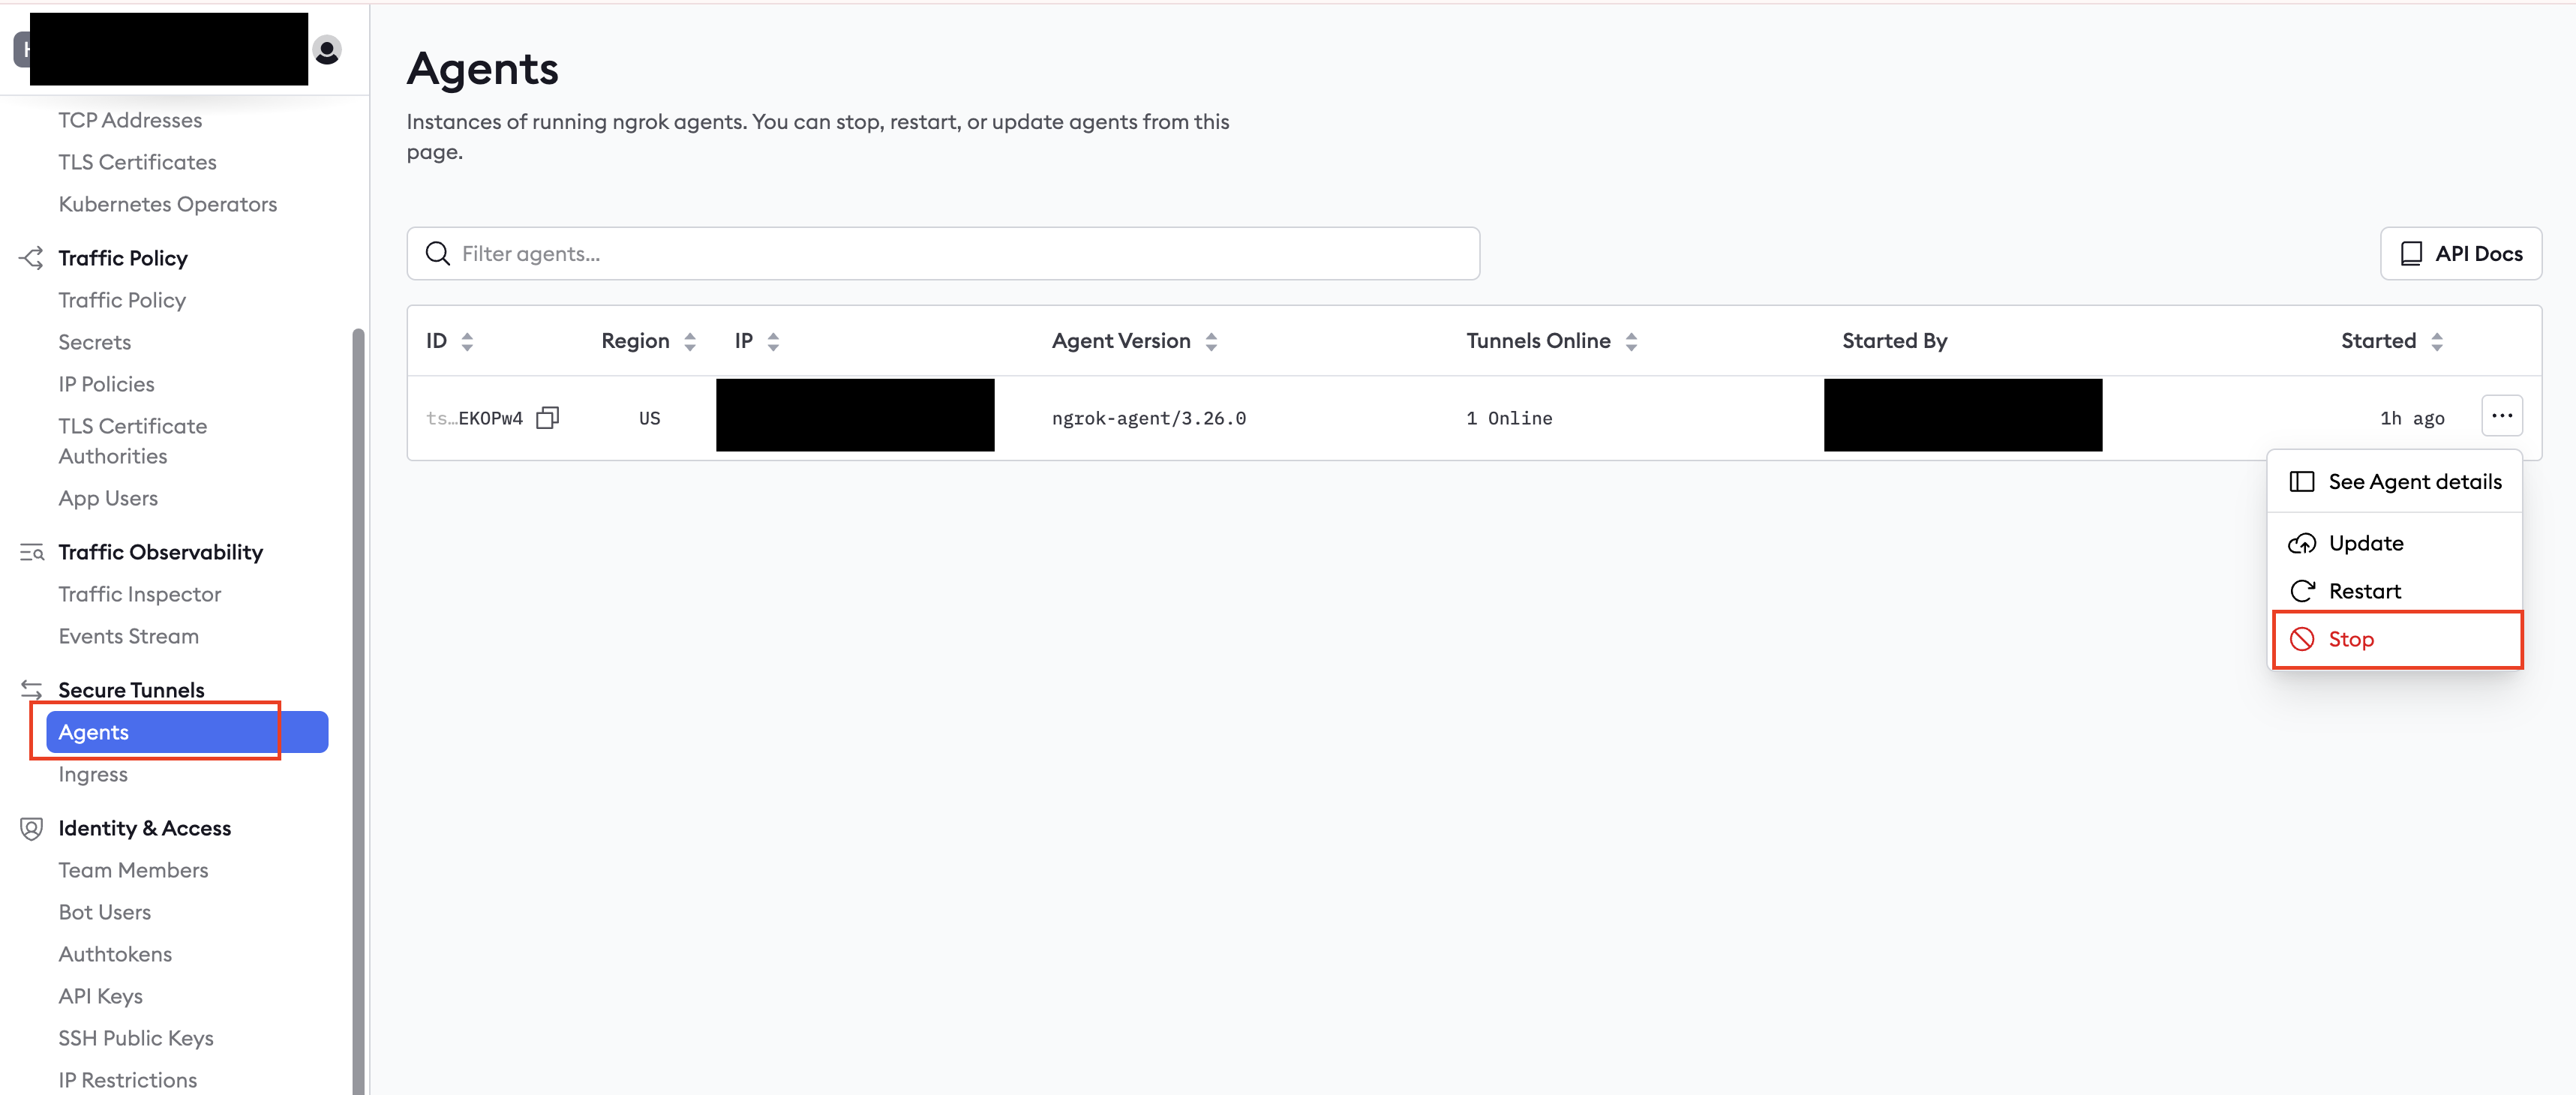 TCP Addresses
TLS Certificates
Kubernetes Operators
Traffic Policy
Traffic Policy
Secrets
IP Policies
TLS Certificate
Authorities
App Users
Traffic Observability
Traffic Inspector
Events Stream
Secure Tunnels
Agents
Ingress
Identity & Access
Team Members
Bot Users
Authtokens
API Keys
SSH Public Keys
IP Restrictions
Agents
Instances of running ngrok agents. You can stop, restart, or update agents from this
page.
Filter agents...
API Docs
ID Region IP Agent Version Tunnels Online Started By Started
ts…EKOPw4 US ngrok-agent/3.26.0 1 Online 1h ago
See Agent details
Update
Restart
Stop